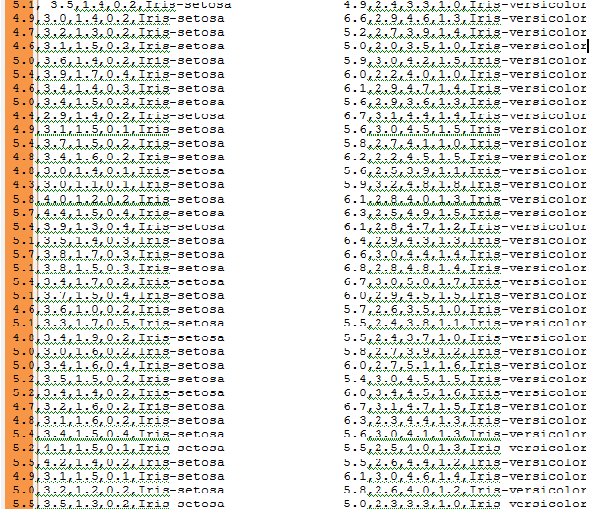 5.1, 3.5,1.4,0.2,Iris-setosa
4.9,3.0,1.4,0.2,Iris-setosa
4.7,3.2,1.3,0.2,Iris-setosa
4.6,3.1,1.5,0.2,Iris-setosa
5.0,3.6,1.4,0.2,Iris-setosa
5.4,3.9,1.7,0.4,Iris-setosa
4.6,3.4,1.4,0.3,Iris-setosa
5.0,3.4,1.5,0.2,Iris-setosa
4.4,2.9,1.4,0.2,Iris-setosa
4.9,3.1,1.5,0.1,Iris-setosa
5.4,3.7,1.5,0.2,Iris-setosa
4.8,3.4,1.6,0.2,Iris-setosa
4.8,3.0,1.4,0.1,Iris-setosa
4.3,3.0,1.1,0.1,Iris-setosa
5.8,4.0,1.2,0.2,Iris-setosa
5.7,4.4,1.5,0.4,Iris-setosa
5.4,3.9,1.3,0.4,Iris-setosa
5.1,3.5,1.4,0.3,Iris-setosa
5.7,3.8,1.7,0.3,Iris-setosa
5.1,3.8,1.5,0.3,Iris-setosa
5.4,3.4,1.7,0.2,Iris-setosa
5.1,3.7,1.5,0.4,Iris-setosa
4.6,3.6,1.0,0.2,Iris-setosa
5.1,3.3,1.7,0.5,Iris-setosa
4.8,3.4,1.9,0.2,Iris-setosa
5.0,3.0,1.6,0.2,Iris-setosa
5.0,3.4,1.6,0.4,Iris-setosa
5.2,3.5,1.5,0.2,Iris-setosa
5.2,3.4,1.4,0.2,Iris-setosa
4.7,3.2,1.6,0.2,Iris-setosa
4.8,3.1,1.6,0.2,Iris-setosa
5.4,3.4,1.5,0.4,Iris-setosa
5.2,4.1,1.5,0.1,Iris-setosa
5.5,4.2,1.4,0.2,Iris-setosa
4.9,3.1,1.5,0.1,Iris-setosa
5.0,3.2,1.2,0.2,Iris-setosa
5.5,3.5,1.3,0.2,Iris-setosa
4.9,2.4,3.3,1.0,Iris-versicolor
6.6,2.9,4.6,1.3,Iris-versicolor
5.2,2.7,3.9,1.4,Iris-versicolor
5.0,2.0,3.5,1.0,Iris-versicolor
5.9,3.0,4.2,1.5,Iris-versicolor
6.0,2.2,4.0,1.0,Iris-versicolor
6.1,2.9,4.7,1.4,Iris-versicolor
5.6,2.9,3.6,1.3,Iris-versicolor
6.7,3.1,4.4,1.4,Iris-versicolor
5.6,3.0,4.5,1.5,Iris-versicolor
5.8,2.7,4.1,1.0,Iris-versicolor
6.2,2.2,4.5,1.5,Iris-versicolor
5.6,2.5,3.9,1.1,Iris-versicolor
5.9,3.2,4.8,1.8,Iris-versicolor
6.1,2.8,4.0,1.3,Iris-versicolor
6.3,2.5,4.9,1.5,Iris-versicolor
6.1,2.8,4.7,1.2,Iris-versicolor
6.4,2.9,4.3,1.3,Iris-versicolor
6.6,3.0,4.4,1.4,Iris-versicolor
6.8,2.8,4.8,1.4,Iris-versicolor
6.7,3.0,5.0,1.7,Iris-versicolor
6.0,2.9,4.5,1.5,Iris-versicolor
5.7,2.6,3.5,1.0,Iris-versicolor
5.5,2.4,3.8,1.1,Iris-versicolor
5.5,2.4,3.7,1.0,Iris-versicolor
5.8,2.7,3.9,1.2,Iris-versicolor
6.0,2.7,5.1,1.6,Iris-versicolor
5.4,3.0,4.5,1.5,Iris-versicolor
6.0,3.4,4.5,1.6,Iris-versicolor
6.7,3.1,4.7,1.5,Iris-versicolor
6.3,2.3,4.4,1.3,Iris-versicolor
5.6,3.0,4.1,1.3,Iris-versicolor
5.5,2.5,4.0,1.3,Iris-versicolor
5.5,2.6,4.4,1.2,Iris-versicolor
6.1,3.0,4.6,1.4,Iris-versicolor
5.8,2.6,4.0,1.2,Iris-versicolor
5.0,2.3,3.3,1.0,Iris-versicolor